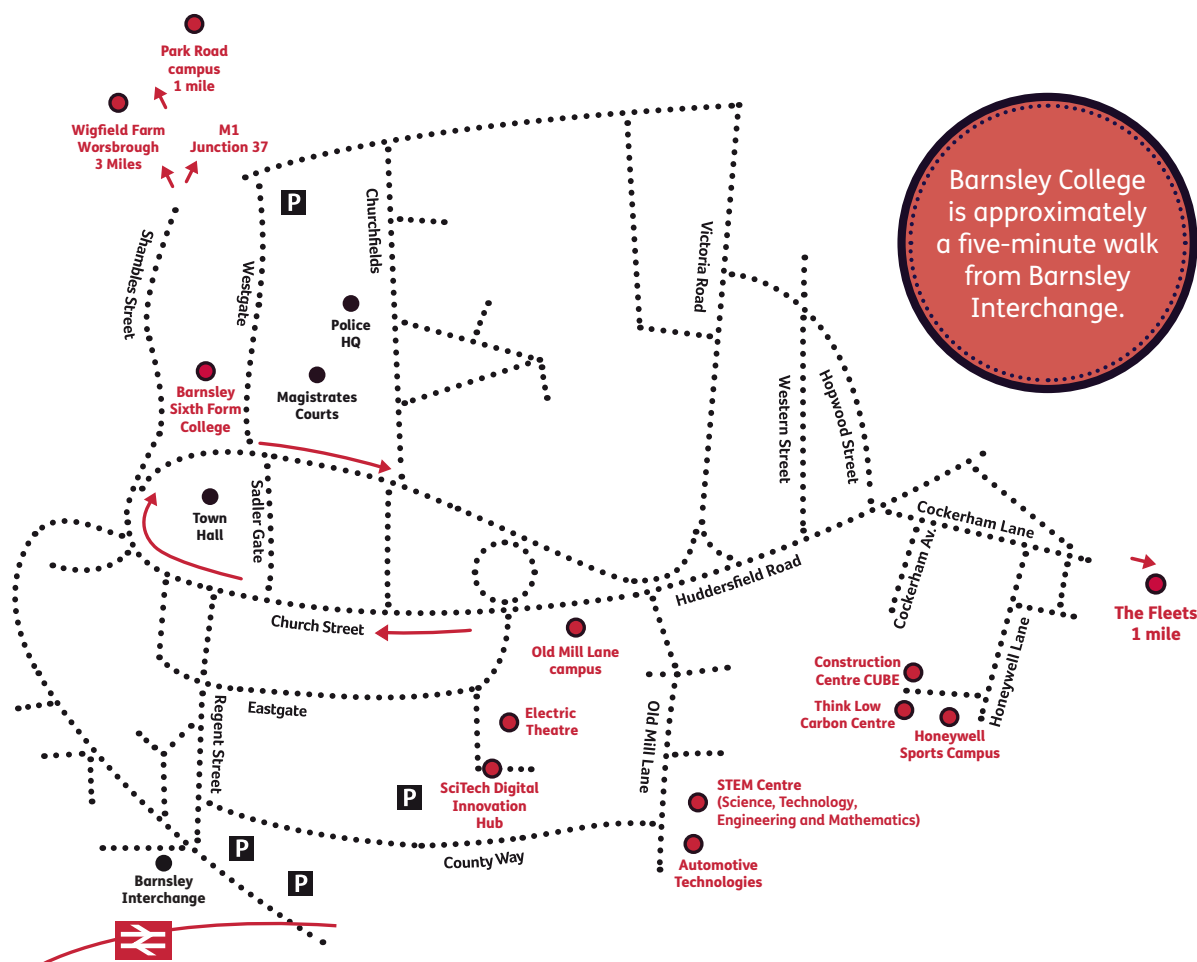 Park Road
campus
1 mile
Wigfield Farm
Worsbrough
3 Miles
M1
Junction 37
P
Shambles Street
Westgate
Churchfields
Victoria Road
Barnsley College
is approximately
a five-minute walk
from Barnsley
Interchange.
Police
HQ
Magistrates
Courts
Barnsley
Sixth Form
College
Western Street
Hopwood Street
Town
Hall
Sadler Gate
Cockerham Lane
Cockerham Av.
Huddersfield Road
Church Street
The Fleets
1 mile
Old Mill Lane
campus
Honeywell Lane
Construction
Centre CUBE
Think Low
Carbon Centre
Honeywell
Sports Campus
Eastgate
Regent Street
Electric
Theatre
Old Mill Lane
SciTech Digital
Innovation
Hub
P
STEM Centre
(Science, Technology,
Engineering and Mathematics)
County Way
Automotive
Technologies
P
P
Barnsley
Interchange